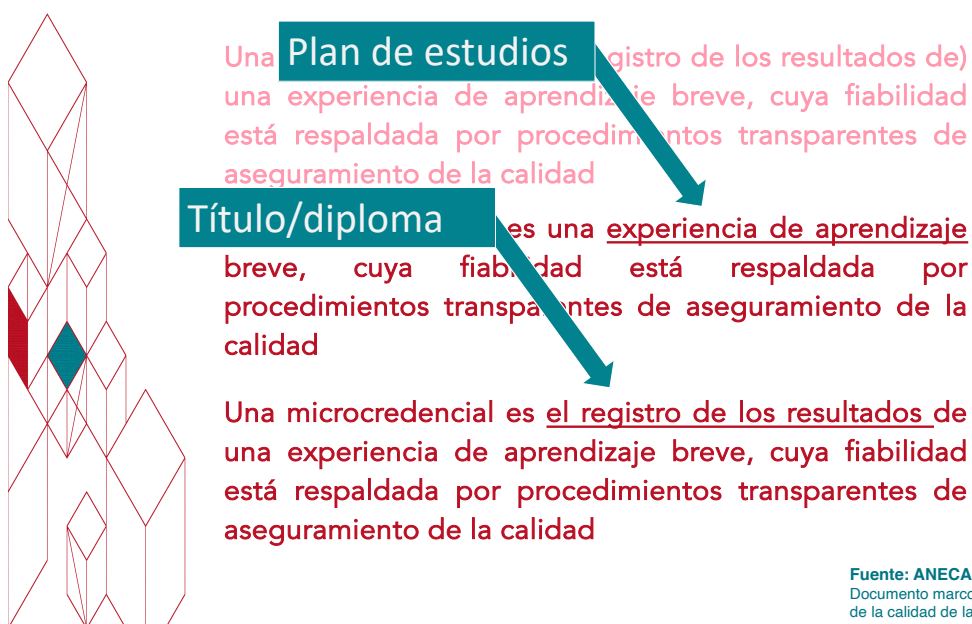 Una Plan de estudios gistro de los resultados de)
una experiencia de aprendizaje breve, cuya fiabilidad
está respaldada por procedimientos transparentes de
aseguramiento de la calidad
Título/diploma es una experiencia de aprendizaje
breve, cuya fiabilidad está respaldada por
procedimientos transparentes de aseguramiento de la
calidad
Una microcredencial es el registro de los resultados de
una experiencia de aprendizaje breve, cuya fiabilidad
está respaldada por procedimientos transparentes de
aseguramiento de la calidad
Fuente: ANECA
Documento marco
de la calidad de la